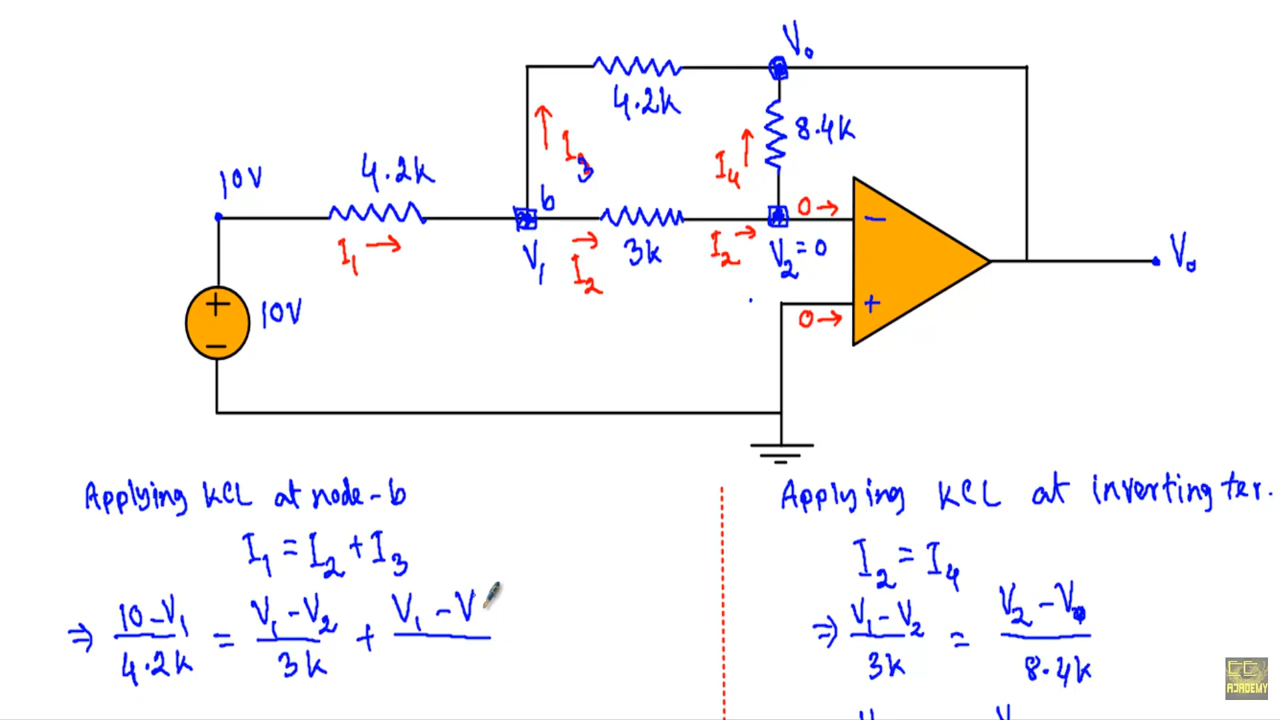 V₀
4.2k
8.4k
I₃
I₄
10V
4.2k
b
0→
−
I₁→
V₁
→
I₂
3k
I₂→
V₂=0
V₀
+
−
10V
0→
+
Applying KCL at node-b
Applying KCL at inverting ter.
I₁ = I₂ + I₃
I₂ = I₄
⇒ (10-V₁)/4.2k = (V₁-V₂)/3k + V₁-V
⇒ (V₁-V₂)/3k = (V₂-V₀)/8.4k
ACADEMY